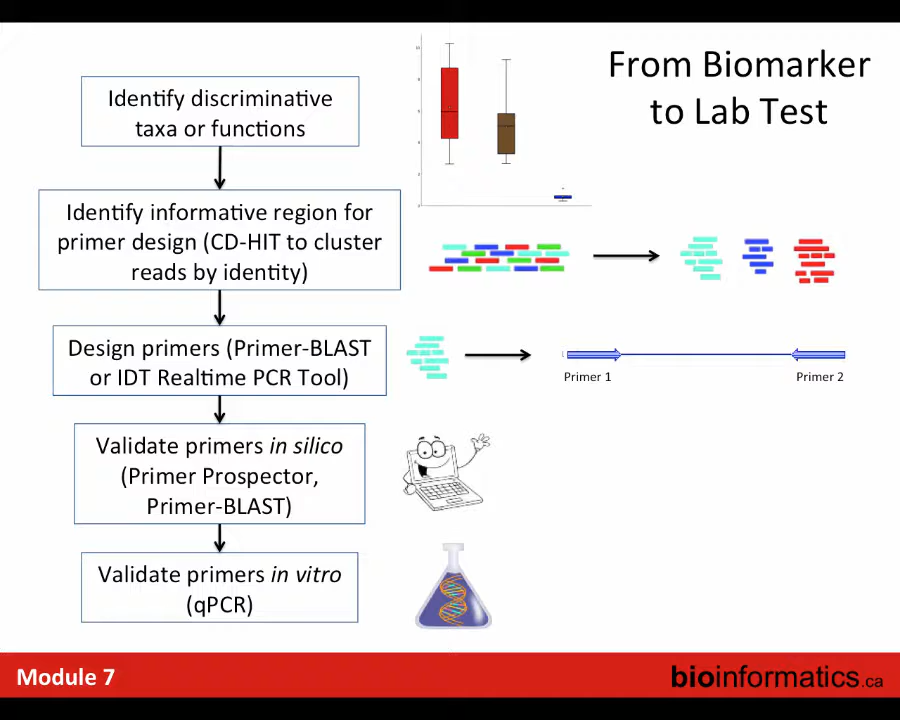 From Biomarker
to Lab Test
Identify discriminative
taxa or functions
Identify informative region for
primer design (CD-HIT to cluster
reads by identity)
Design primers (Primer-BLAST
or IDT Realtime PCR Tool)
Primer 1
Primer 2
Validate primers in silico
(Primer Prospector,
Primer-BLAST)
Validate primers in vitro
(qPCR)
Module 7
bioinformatics.ca